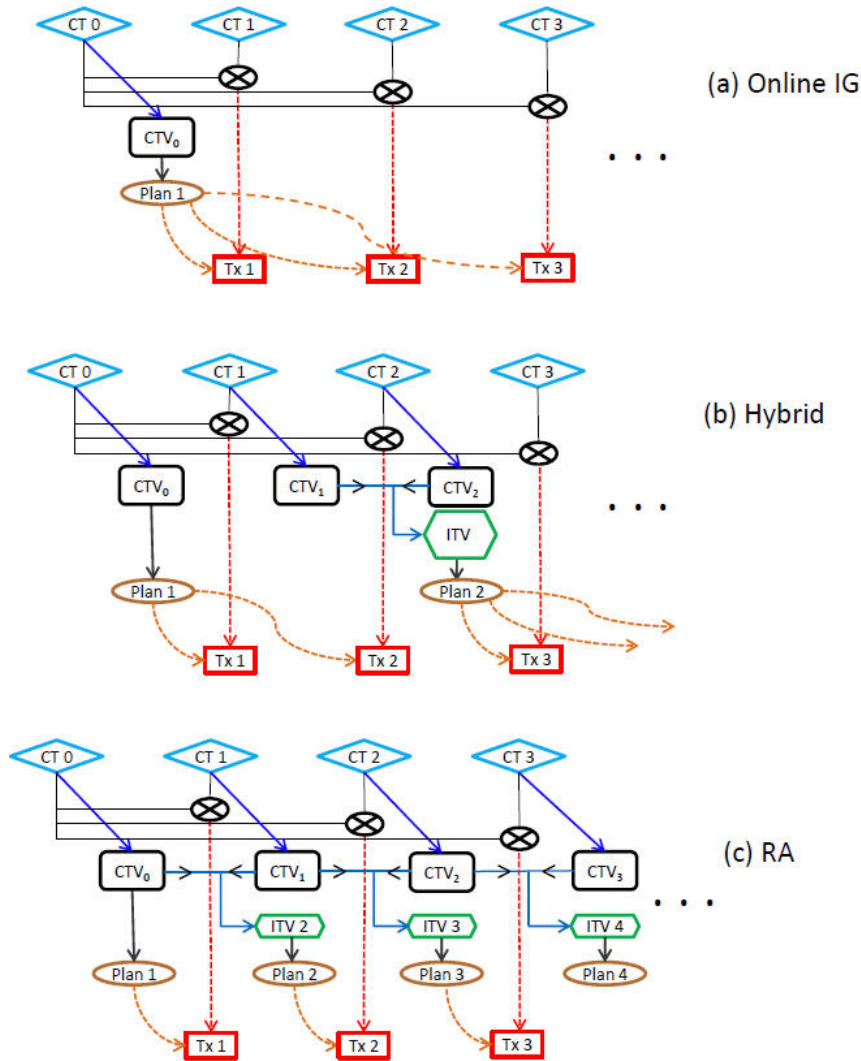 CT 0 CT 1 CT 2 CT 3
(a) Online IG
CTV₀
. . .
Plan 1
Tx 1 Tx 2 Tx 3
CT 0 CT 1 CT 2 CT 3
(b) Hybrid
CTV₀ CTV₁ CTV₂
. . .
ITV
Plan 1 Plan 2
Tx 1 Tx 2 Tx 3
CT 0 CT 1 CT 2 CT 3
(c) RA
CTV₀ CTV₁ CTV₂ CTV₃
. . .
ITV 2 ITV 3 ITV 4
Plan 1 Plan 2 Plan 3 Plan 4
Tx 1 Tx 2 Tx 3